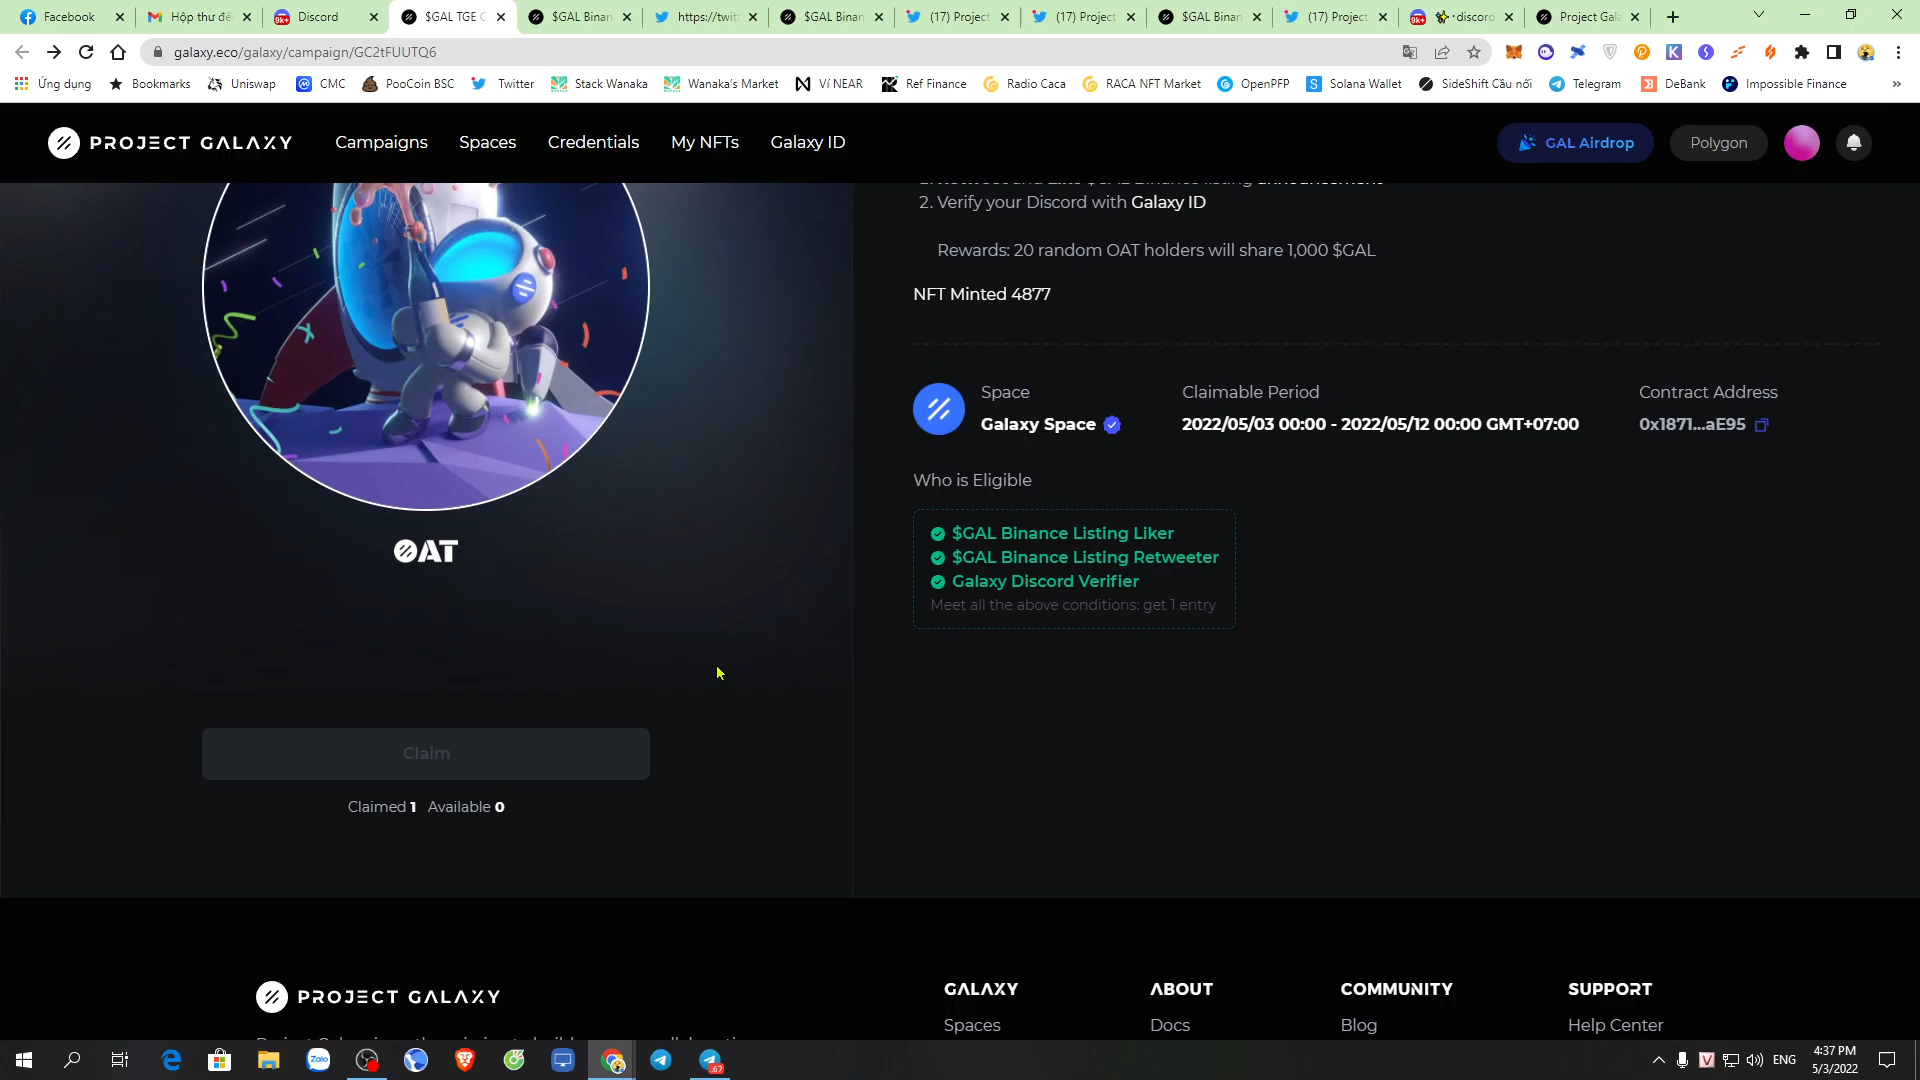 Facebook
Hộp thư đế
Discord
$GAL TGE C
$GAL Binan
https://twit
$GAL Binan
(17) Project
(17) Project
$GAL Binan
(17) Project
discord
Project Gala
galaxy.eco/galaxy/campaign/GC2tFUUTQ6
Ứng dụng
Bookmarks
Uniswap
CMC
PooCoin BSC
Twitter
Stack Wanaka
Wanaka's Market
Ví NEAR
Ref Finance
Radio Caca
RACA NFT Market
OpenPFP
Solana Wallet
SideShift Cầu nối
Telegram
DeBank
Impossible Finance
PROJECT GALAXY
Campaigns
Spaces
Credentials
My NFTs
Galaxy ID
GAL Airdrop
Polygon
2. Verify your Discord with Galaxy ID
Rewards: 20 random OAT holders will share 1,000 $GAL
NFT Minted 4877
Space
Galaxy Space
Claimable Period
2022/05/03 00:00 - 2022/05/12 00:00 GMT+07:00
Contract Address
0x1871...aE95
Who is Eligible
$GAL Binance Listing Liker
$GAL Binance Listing Retweeter
Galaxy Discord Verifier
Meet all the above conditions: get 1 entry
OAT
Claim
Claimed 1 Available 0
PROJECT GALAXY
GALAXY
Spaces
ABOUT
Docs
COMMUNITY
Blog
SUPPORT
Help Center
Zalo
67
ENG
4:37 PM
5/3/2022